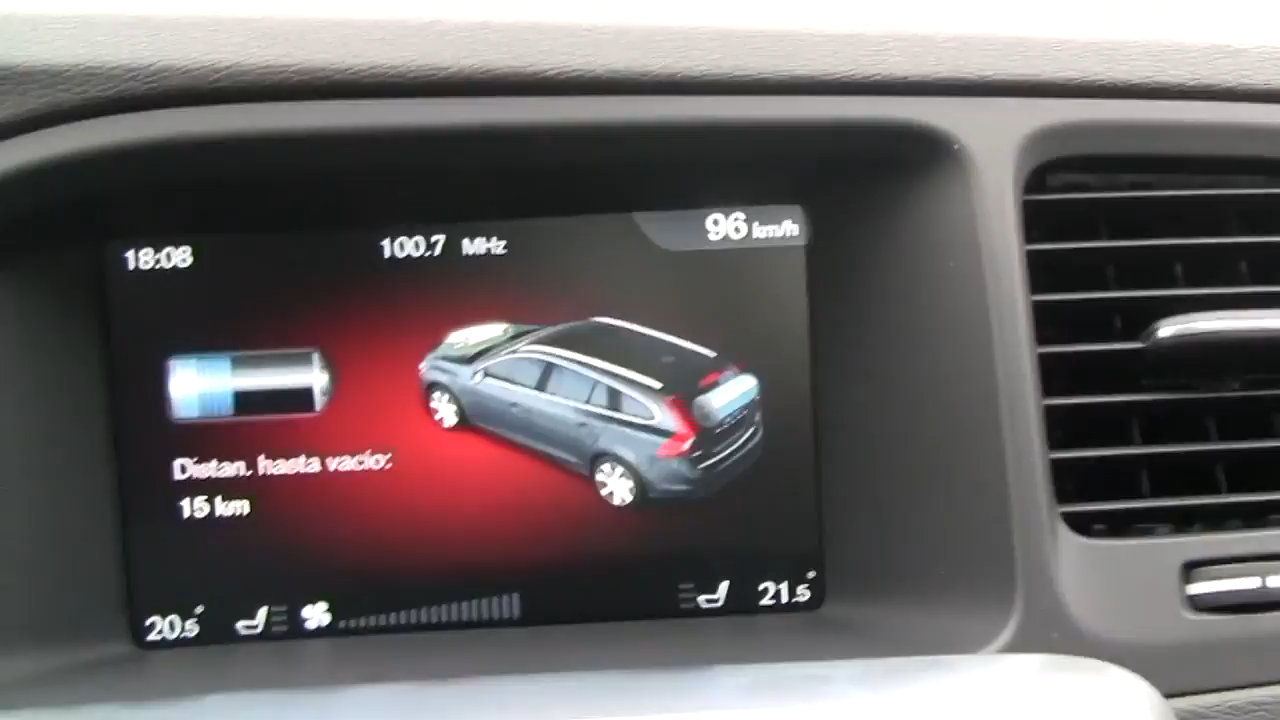 18:08
100.7 MHz
96 km/h
Distan. hasta vacío:
15 km
20.5°
21.5°